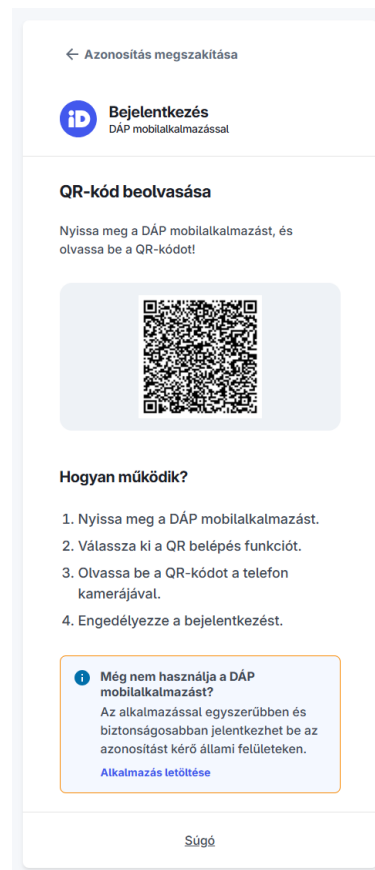 ← Azonosítás megszakítása
iD
Bejelentkezés
DÁP mobilalkalmazással
QR-kód beolvasása
Nyissa meg a DÁP mobilalkalmazást, és
olvassa be a QR-kódot!
Hogyan működik?
1. Nyissa meg a DÁP mobilalkalmazást.
2. Válassza ki a QR belépés funkciót.
3. Olvassa be a QR-kódot a telefon
kamerájával.
4. Engedélyezze a bejelentkezést.
Még nem használja a DÁP
mobilalkalmazást?
Az alkalmazással egyszerűbben és
biztonságosabban jelentkezhet be az
azonosítást kérő állami felületeken.
Alkalmazás letöltése
Súgó